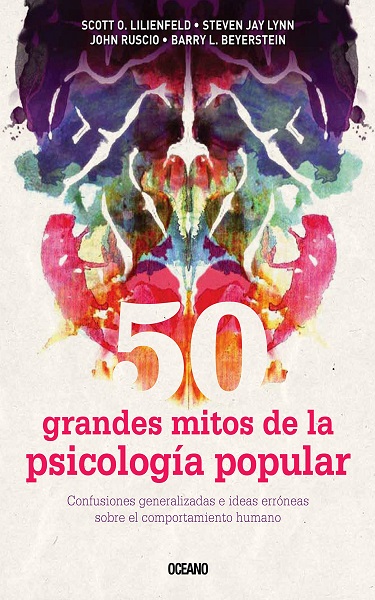 SCOTT O. LILIENFELD • STEVEN JAY LYNN
JOHN RUSCIO • BARRY L. BEYERSTEIN
50
grandes mitos de la
psicología popular
Confusiones generalizadas e ideas erróneas
sobre el comportamiento humano
OCEANO